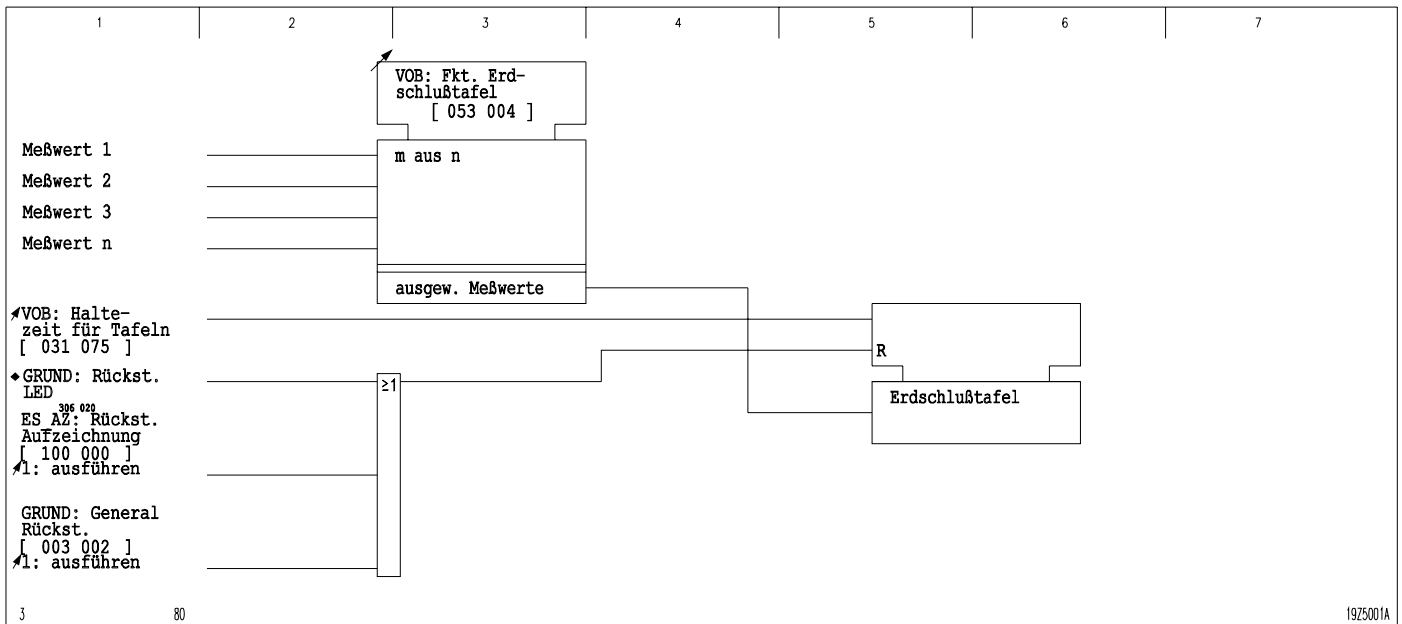 1 2 3 4 5 6 7
VOB: Fkt. Erd-
schlußtafel
[ 053 004 ]
Meßwert 1
Meßwert 2
Meßwert 3
Meßwert n
m aus n
ausgew. Meßwerte
VOB: Halte-
zeit für Tafeln
[ 031 075 ]
R
GRUND: Rückst.
LED
306 020
≥1
Erdschlußtafel
ES_AZ: Rückst.
Aufzeichnung
[ 100 000 ]
1: ausführen
GRUND: General
Rückst.
[ 003 002 ]
1: ausführen
3 80 19Z5001A